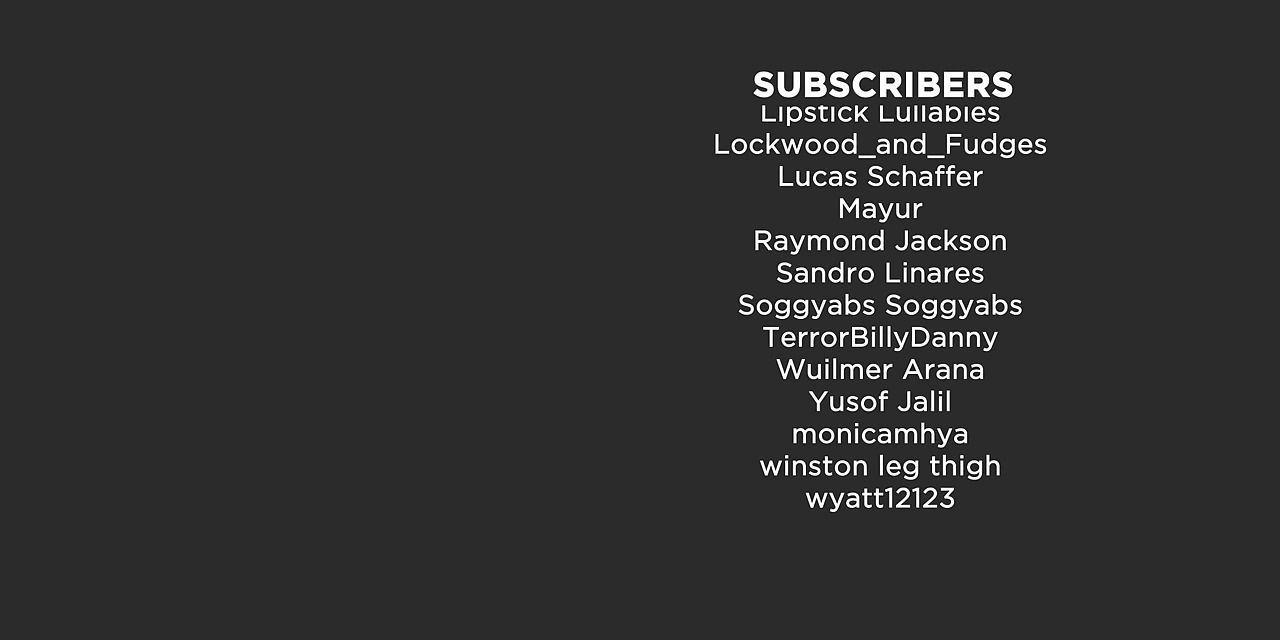 SUBSCRIBERS
Lipstick Lullabies
Lockwood_and_Fudges
Lucas Schaffer
Mayur
Raymond Jackson
Sandro Linares
Soggyabs Soggyabs
TerrorBillyDanny
Wuilmer Arana
Yusof Jalil
monicamhya
winston leg thigh
wyatt12123